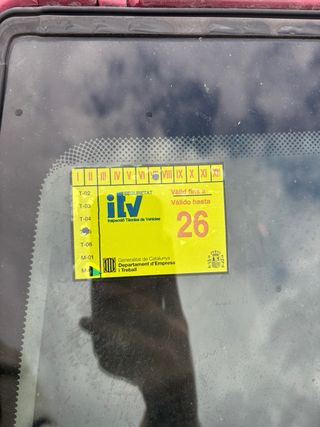 I II III IV V VI VIII IX X XI XII
SEGURETAT
T-02
T-03
T-04
T-06
M-01
itv
Inspecció Tècnica de Vehicles
Vàlid fins a
Válido hasta
26
Generalitat de Catalunya
Departament d'Empresa
i Treball